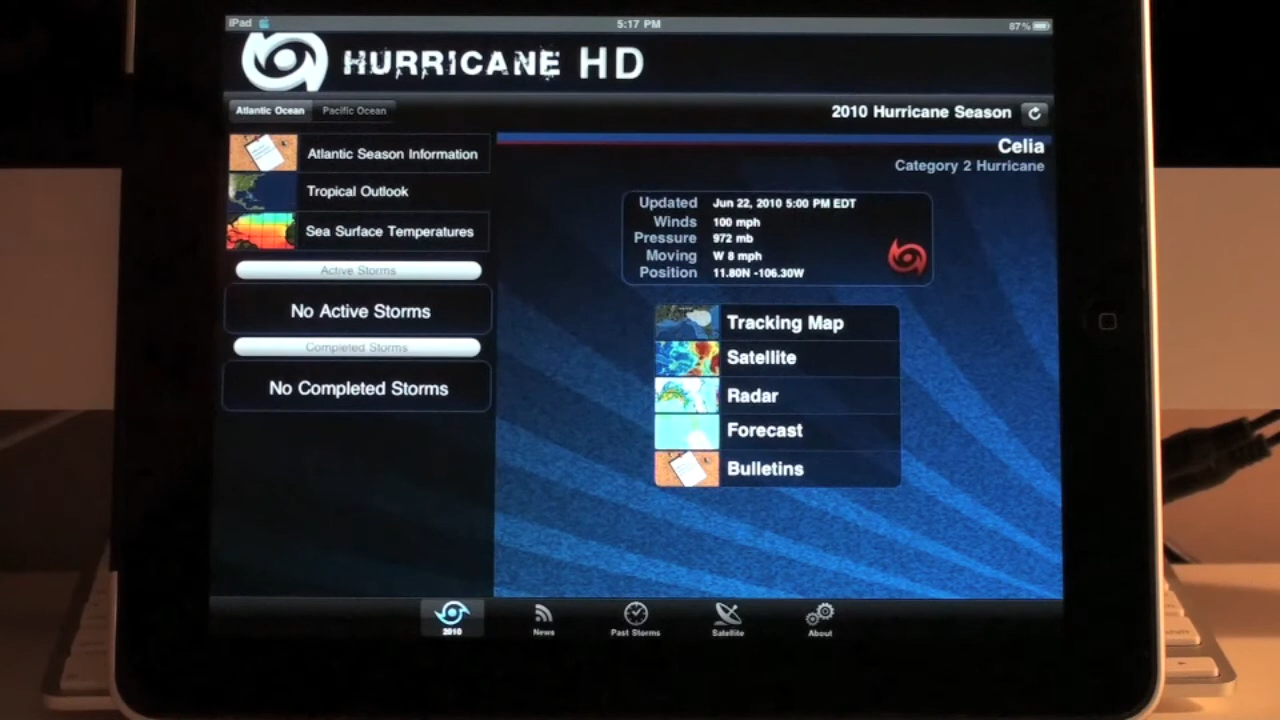 iPad
5:17 PM
87%
HURRICANE HD
Atlantic Ocean
Pacific Ocean
2010 Hurricane Season
Atlantic Season Information
Tropical Outlook
Sea Surface Temperatures
Active Storms
No Active Storms
Completed Storms
No Completed Storms
Celia
Category 2 Hurricane
Updated Jun 22, 2010 5:00 PM EDT
Winds 100 mph
Pressure 972 mb
Moving W 8 mph
Position 11.80N -106.30W
Tracking Map
Satellite
Radar
Forecast
Bulletins
2010
News
Past Storms
Satellite
About